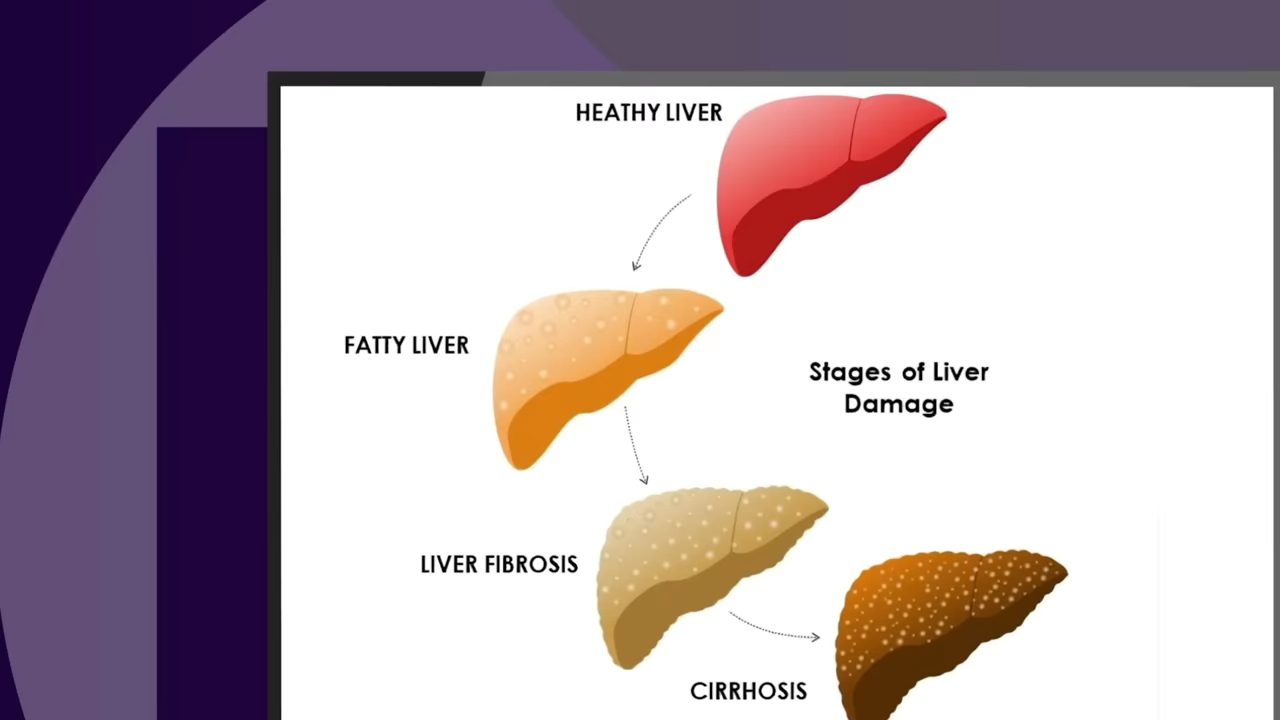 HEATHY LIVER
FATTY LIVER
Stages of Liver
Damage
LIVER FIBROSIS
CIRRHOSIS